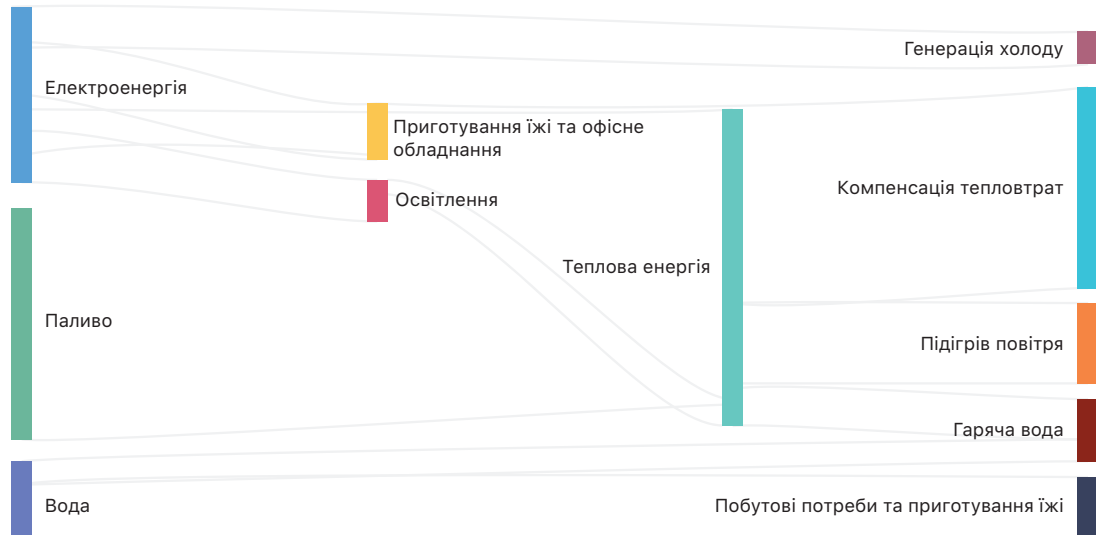 Генерація холоду
Електроенергія
Приготування їжі та офісне
обладнання
Компенсація тепловтрат
Освітлення
Теплова енергія
Паливо
Підігрів повітря
Гаряча вода
Вода
Побутові потреби та приготування їжі